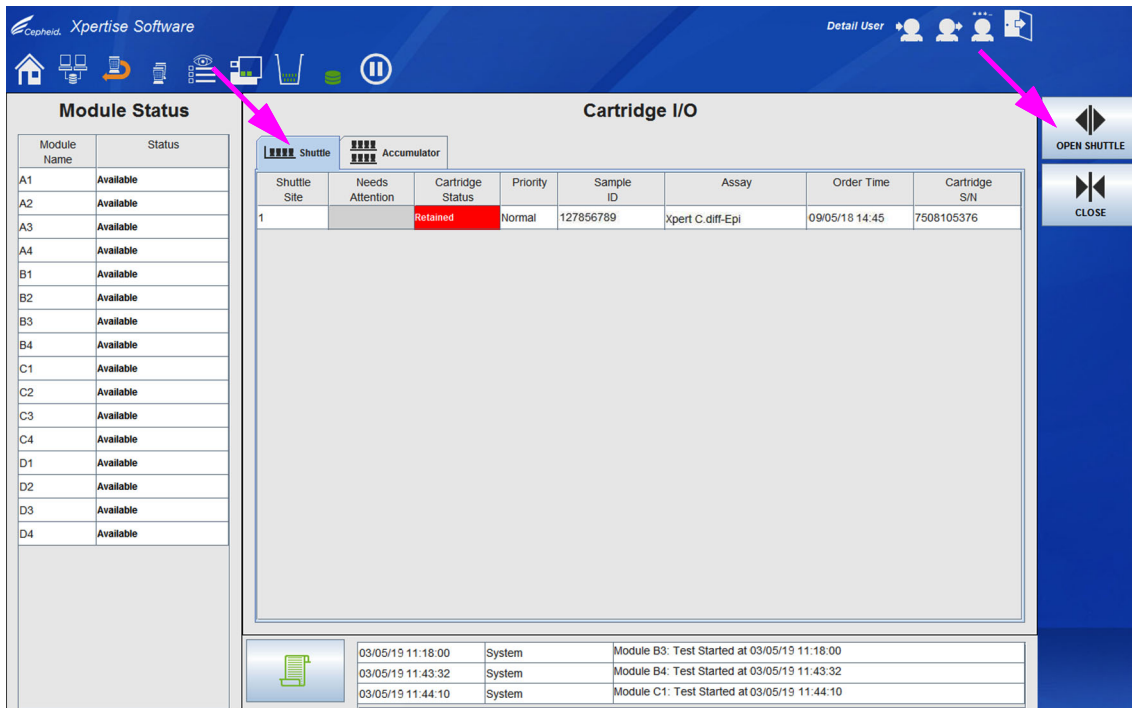 Cepheid. Xpertise Software
Detail User
Module Status
Module Name Status
A1 Available
A2 Available
A3 Available
A4 Available
B1 Available
B2 Available
B3 Available
B4 Available
C1 Available
C2 Available
C3 Available
C4 Available
D1 Available
D2 Available
D3 Available
D4 Available
Cartridge I/O
Shuttle Accumulator
Shuttle Site Needs Attention Cartridge Status Priority Sample ID Assay Order Time Cartridge S/N
1 Retained Normal 127856789 Xpert C.diff-Epi 09/05/18 14:45 7508105376
OPEN SHUTTLE
CLOSE
03/05/19 11:18:00 System Module B3: Test Started at 03/05/19 11:18:00
03/05/19 11:43:32 System Module B4: Test Started at 03/05/19 11:43:32
03/05/19 11:44:10 System Module C1: Test Started at 03/05/19 11:44:10